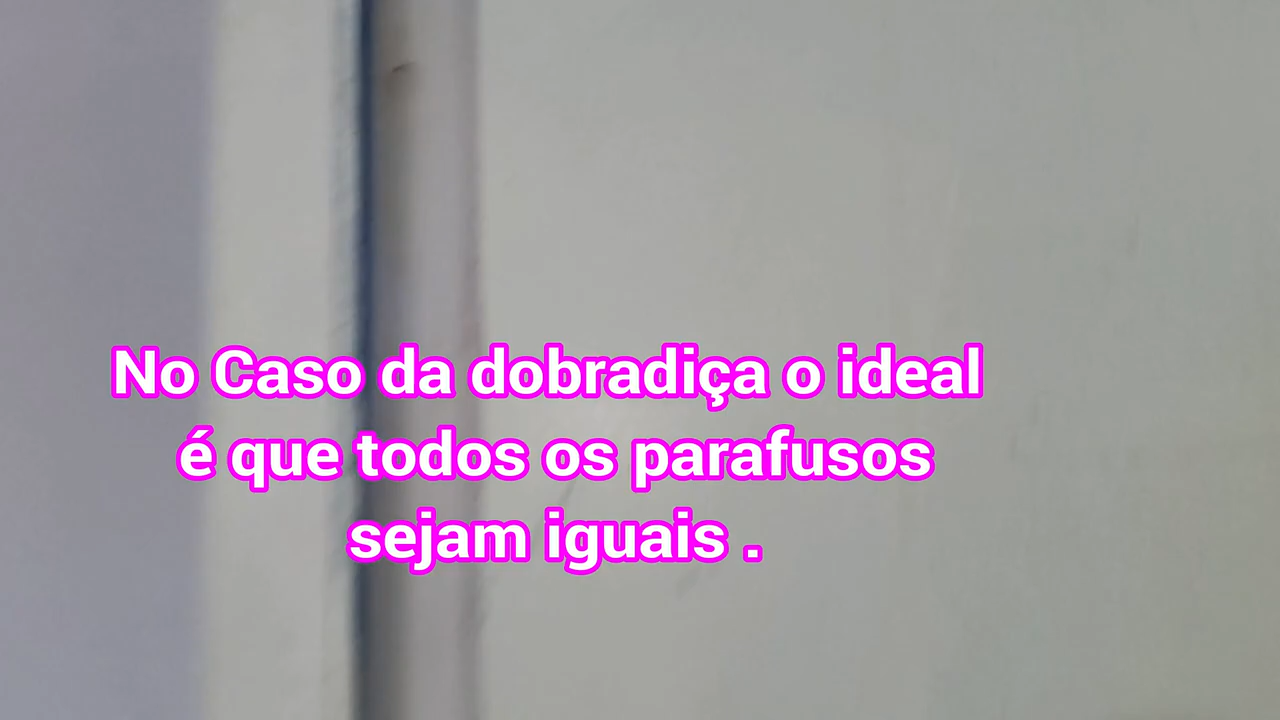 No Caso da dobradiça o ideal
é que todos os parafusos
sejam iguais .